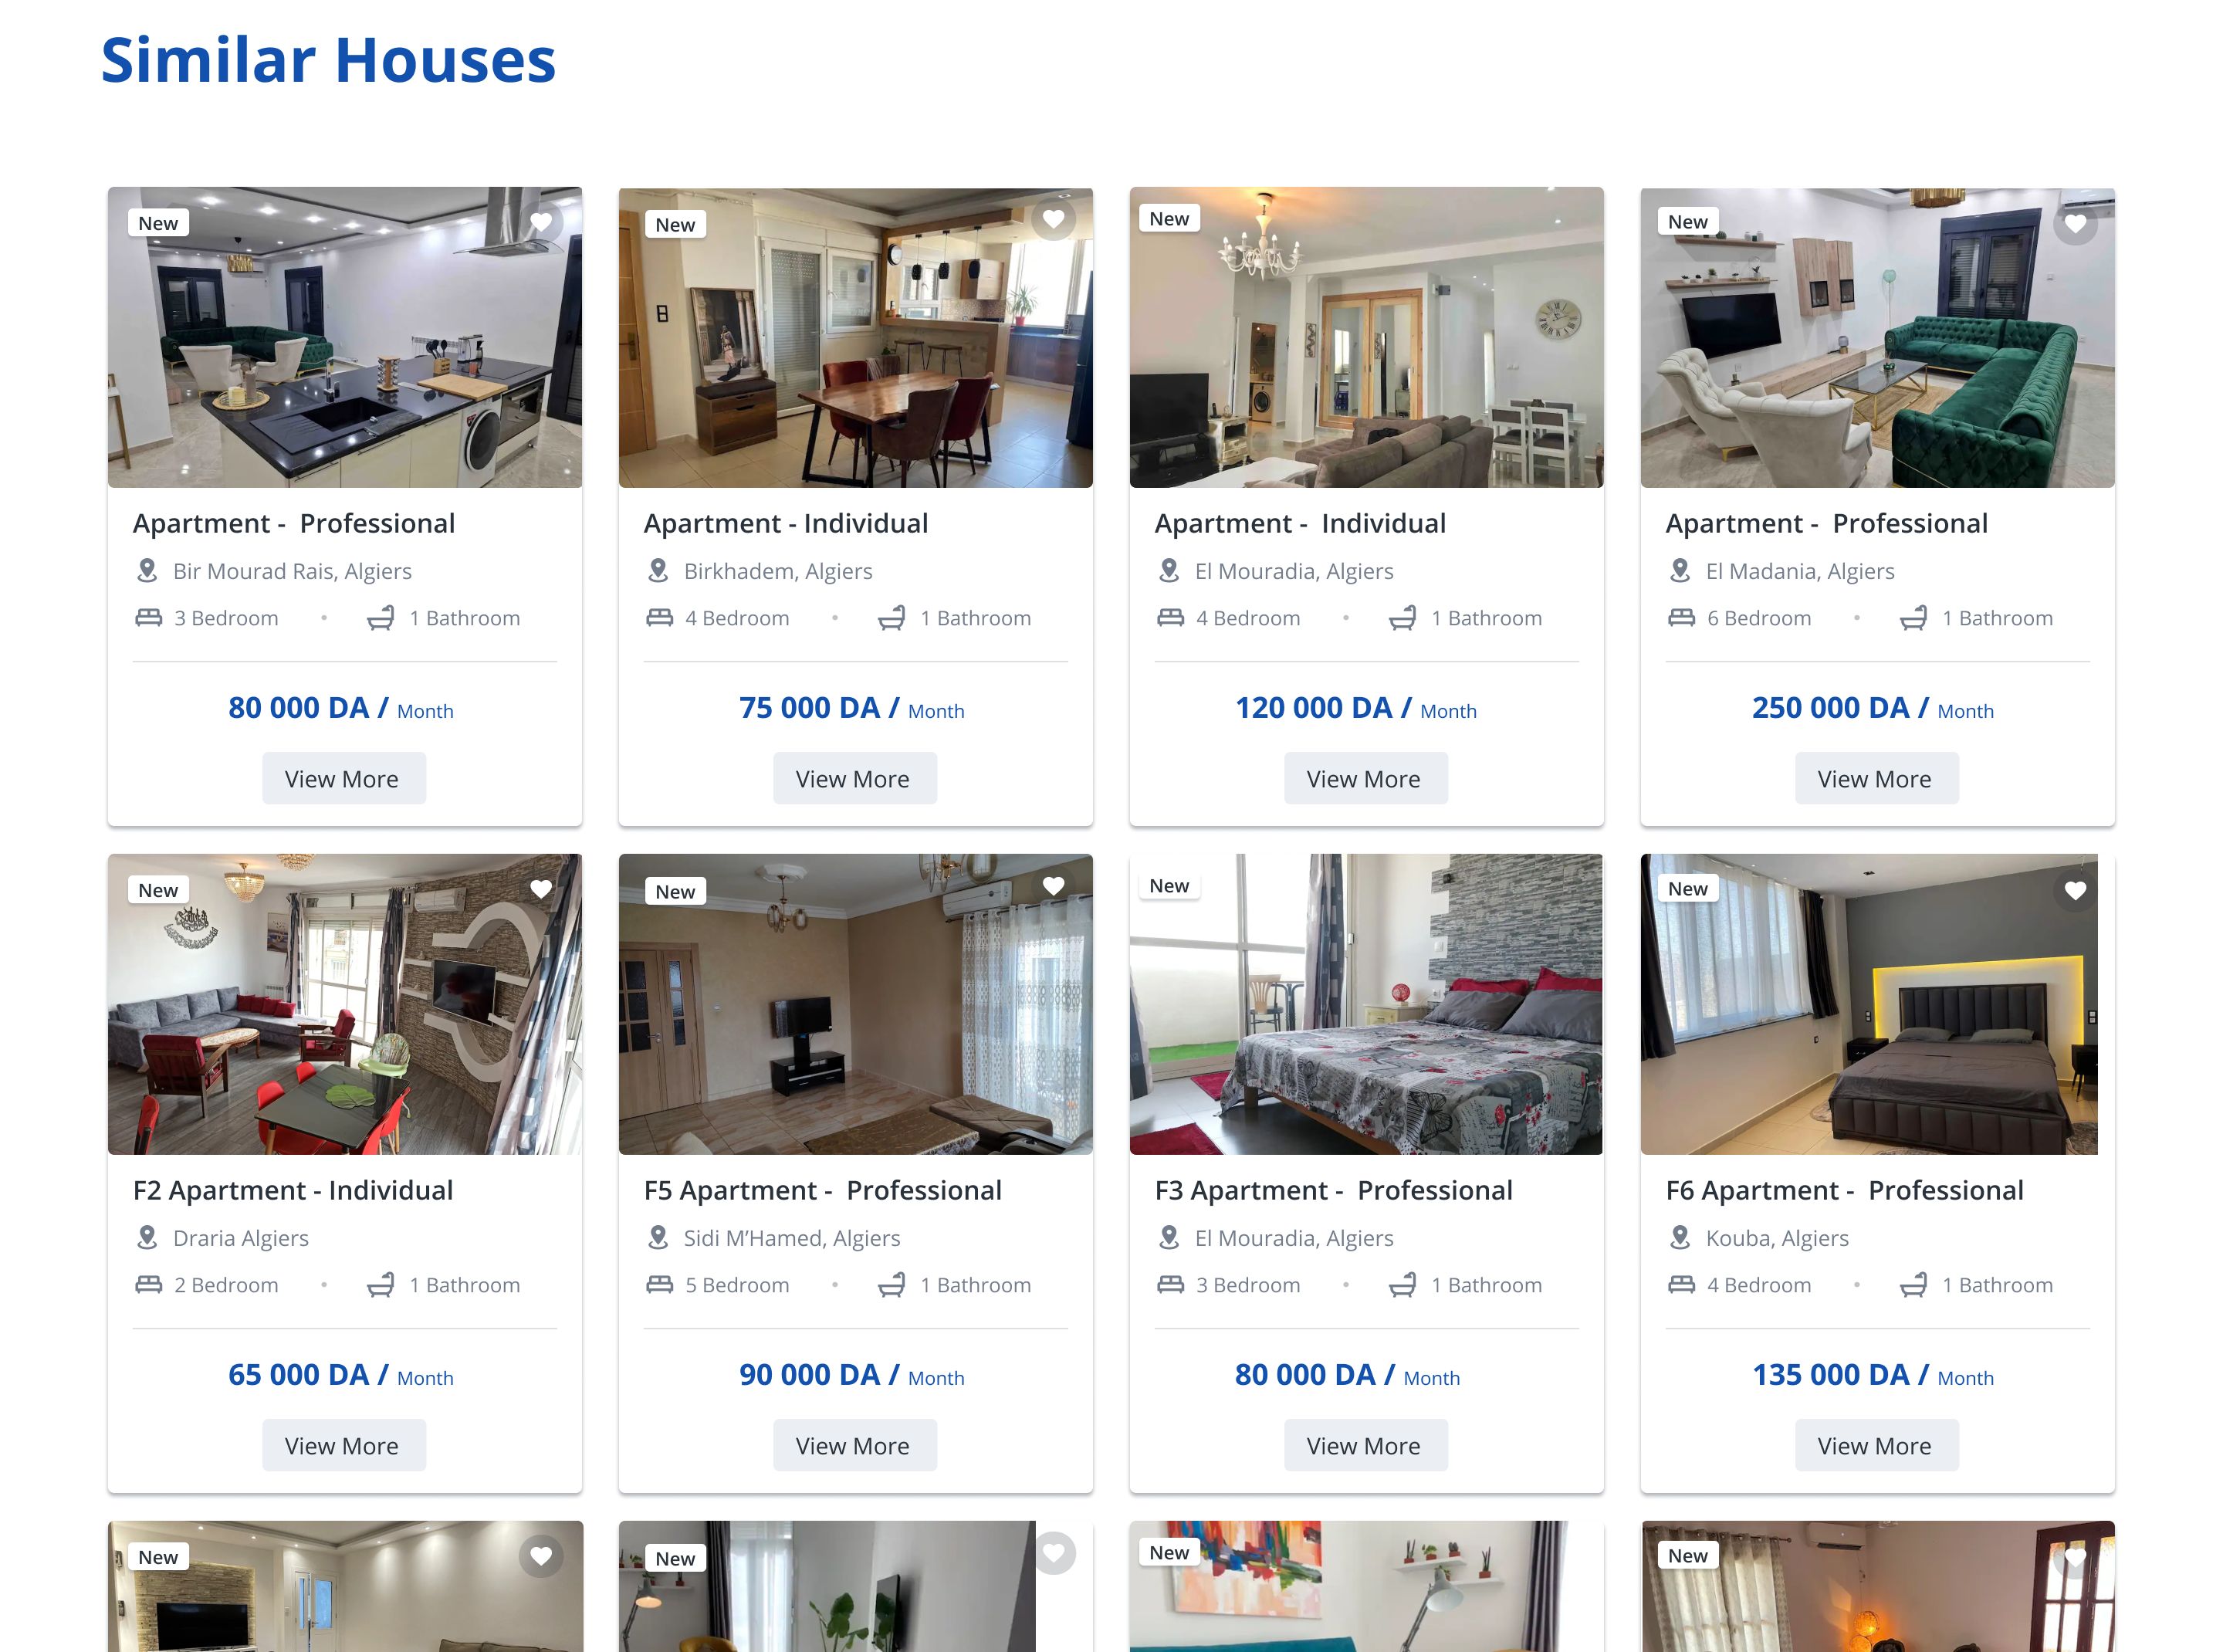 Similar Houses
New
New
New
New
Apartment -  Professional
Bir Mourad Rais, Algiers
3 Bedroom • 1 Bathroom
80 000 DA / Month
View More
Apartment - Individual
Birkhadem, Algiers
4 Bedroom • 1 Bathroom
75 000 DA / Month
View More
Apartment -  Individual
El Mouradia, Algiers
4 Bedroom • 1 Bathroom
120 000 DA / Month
View More
Apartment -  Professional
El Madania, Algiers
6 Bedroom • 1 Bathroom
250 000 DA / Month
View More
New
New
New
New
F2 Apartment - Individual
Draria Algiers
2 Bedroom • 1 Bathroom
65 000 DA / Month
View More
F5 Apartment -  Professional
Sidi M’Hamed, Algiers
5 Bedroom • 1 Bathroom
90 000 DA / Month
View More
F3 Apartment -  Professional
El Mouradia, Algiers
3 Bedroom • 1 Bathroom
80 000 DA / Month
View More
F6 Apartment -  Professional
Kouba, Algiers
4 Bedroom • 1 Bathroom
135 000 DA / Month
View More
New
New
New
New